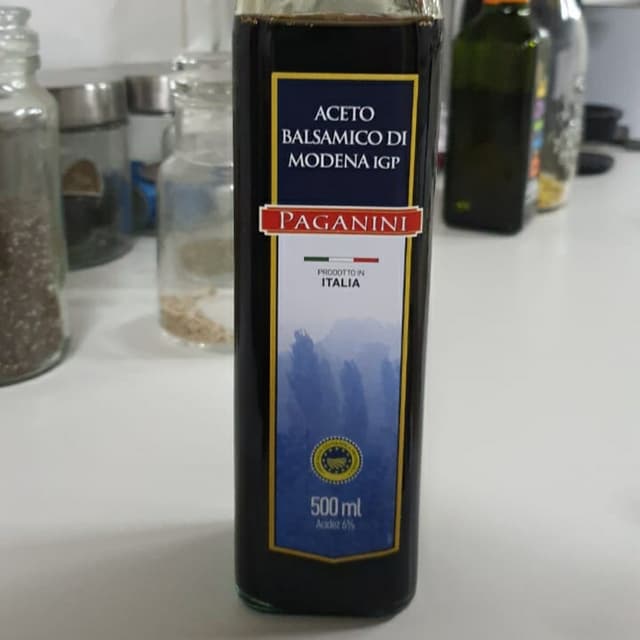 ACETO
BALSAMICO DI
MODENA IGP
PAGANINI
PRODOTTO IN
ITALIA
500 ml
Acidez 6%